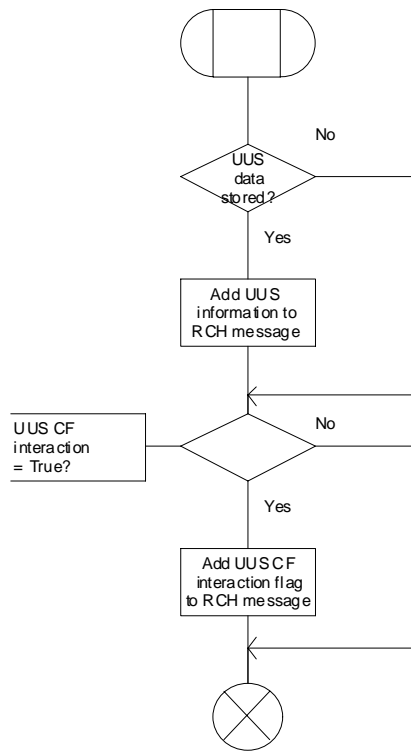 No
UUS
data
stored?
Yes
Add UUS
information to
RCH message
UUS CF
interaction
= True?
No
Yes
Add UUS CF
interaction flag
to RCH message